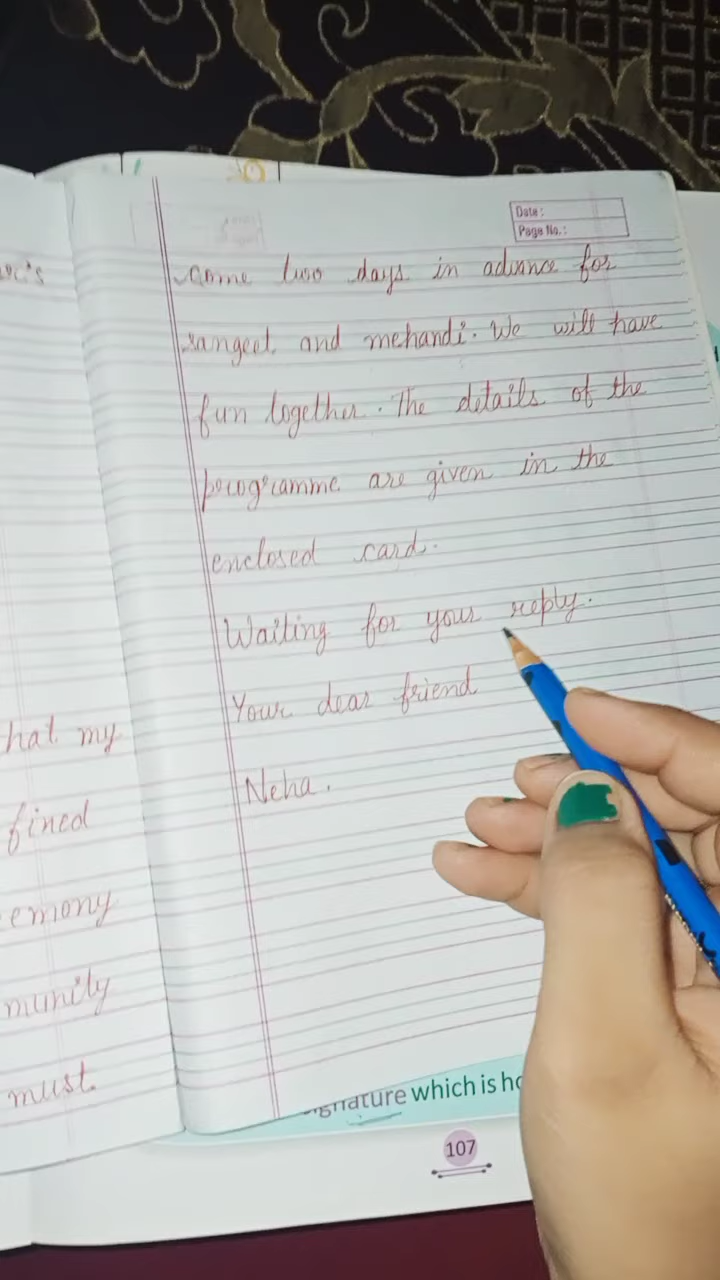 Date:
Page No.:
come two days in advance for
sangeet and mehandi. We will have
fun together. The details of the
programme are given in the
enclosed card.
Waiting for your reply.
Your dear friend
Neha.
hat my
fined
emony
munity
must
ignature which is ho
107